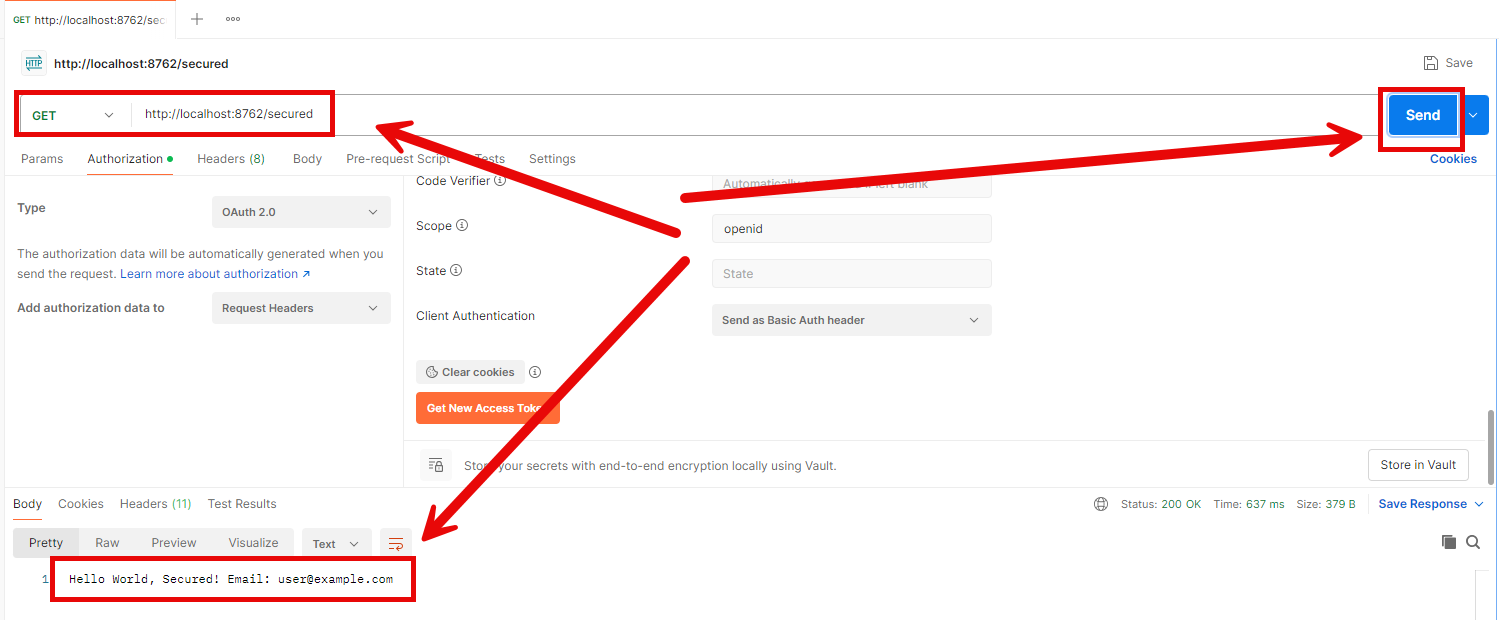 GET http://localhost:8762/sec
HTTP http://localhost:8762/secured
Save
GET http://localhost:8762/secured
Send
Params Authorization Headers (8) Body Pre-request Script Tests Settings
Cookies
Code Verifier
Automatically left blank
Type
OAuth 2.0
Scope
openid
The authorization data will be automatically generated when you
send the request. Learn more about authorization ↗
State
State
Add authorization data to
Request Headers
Client Authentication
Send as Basic Auth header
Clear cookies
Get New Access Token
Store your secrets with end-to-end encryption locally using Vault.
Store in Vault
Body Cookies Headers (11) Test Results
Status: 200 OK Time: 637 ms Size: 379 B Save Response
Pretty Raw Preview Visualize Text
1 Hello World, Secured! Email: user@example.com